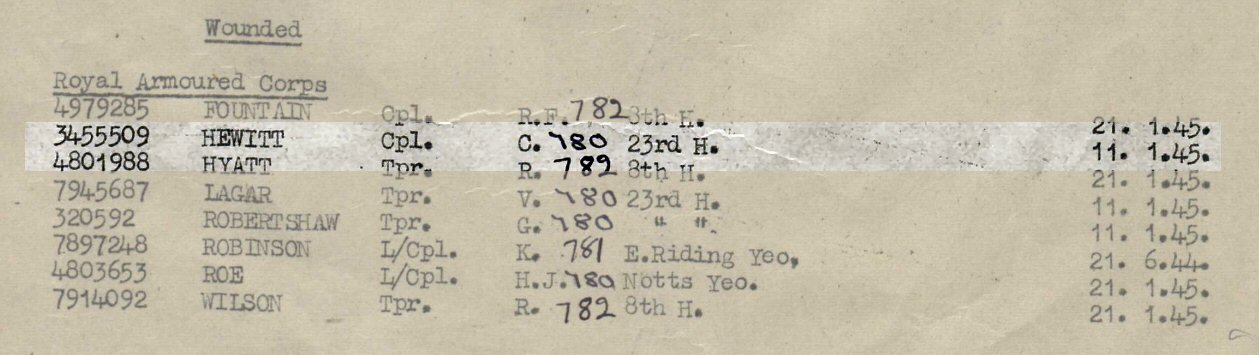 Wounded
Royal Armoured Corps
4979285 FOUNTAIN Cpl. R.F. 782 8th H. 21. 1.45.
3455509 HEWITT Cpl. C. 780 23rd H. 11. 1.45.
4801988 HYATT Tpr. R. 782 8th H. 21. 1.45.
7945687 LAGAR Tpr. V. 780 23rd H. 11. 1.45.
320592 ROBERTSHAW Tpr. G. 780 " ". 11. 1.45.
7897248 ROBINSON L/Cpl. K. 781 E.Riding Yeo, 21. 6.44.
4803653 ROE L/Cpl. H.J. 780 Notts Yeo. 21. 1.45.
7914092 WILSON Tpr. R. 782 8th H. 21. 1.45.